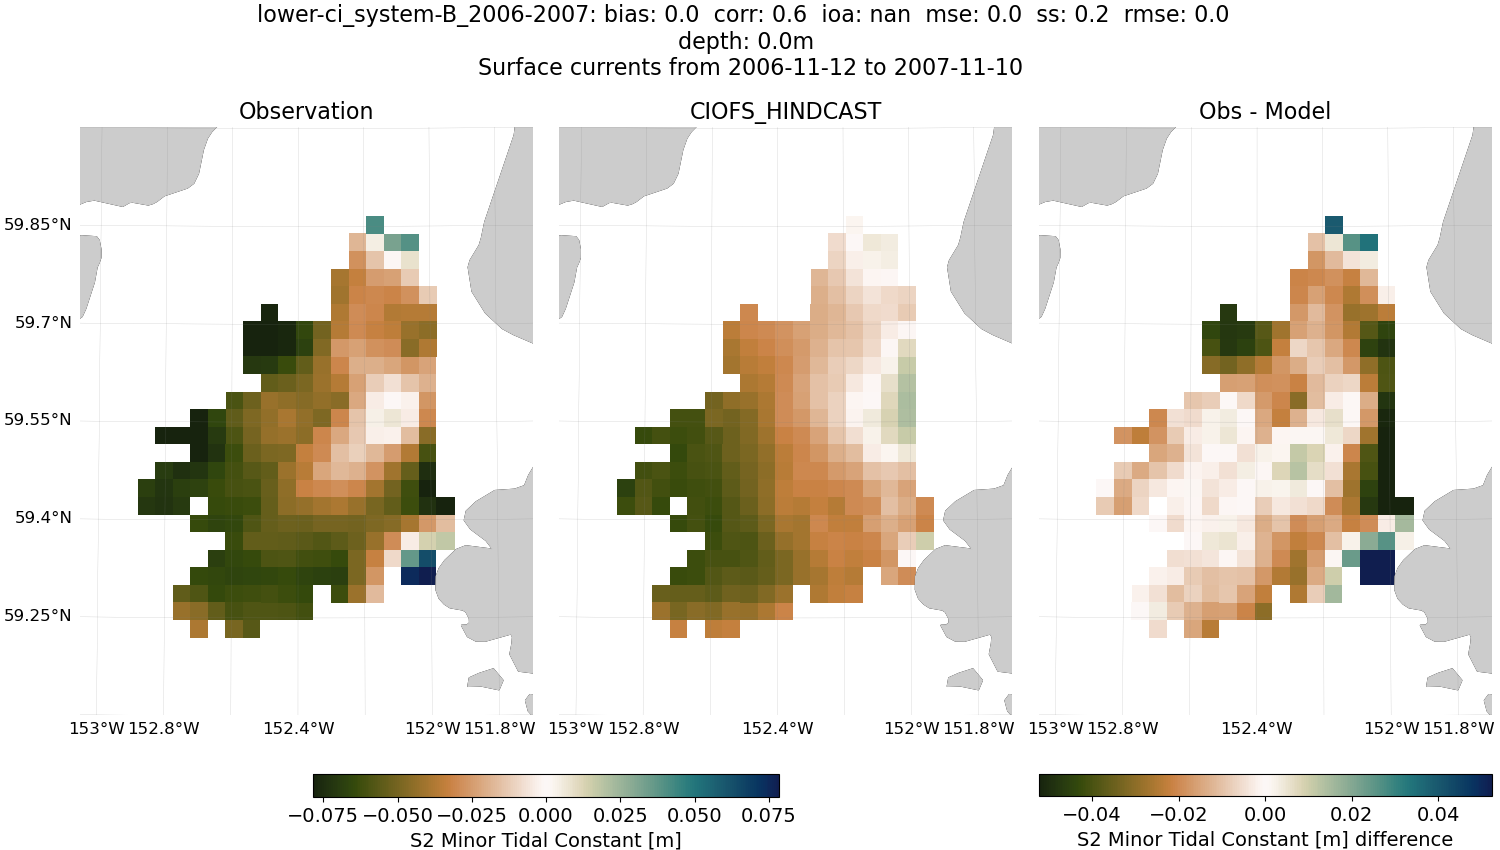 lower-ci_system-B_2006-2007: bias: 0.0  corr: 0.6  ioa: nan  mse: 0.0  ss: 0.2  rmse: 0.0
depth: 0.0m
Surface currents from 2006-11-12 to 2007-11-10
Observation
CIOFS_HINDCAST
Obs - Model
59.85°N
59.7°N
59.55°N
59.4°N
59.25°N
153°W 152.8°W 152.4°W 152°W 151.8°W
153°W 152.8°W 152.4°W 152°W 151.8°W
153°W 152.8°W 152.4°W 152°W 151.8°W
−0.075 −0.050 −0.025 0.000 0.025 0.050 0.075
S2 Minor Tidal Constant [m]
−0.04 −0.02 0.00 0.02 0.04
S2 Minor Tidal Constant [m] difference